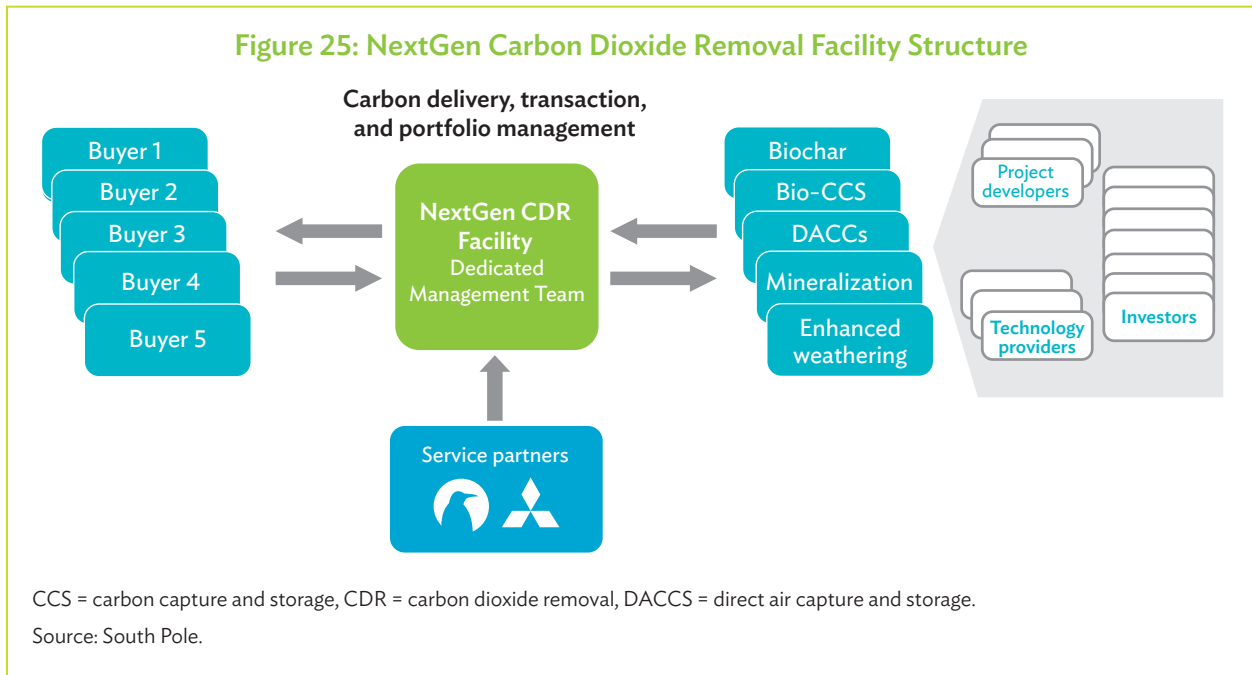 Figure 25: NextGen Carbon Dioxide Removal Facility Structure
Carbon delivery, transaction,
and portfolio management
Buyer 1
Buyer 2
Buyer 3
Buyer 4
Buyer 5
NextGen CDR
Facility
Dedicated
Management Team
Service partners
Biochar
Bio-CCS
DACCs
Mineralization
Enhanced
weathering
Project
developers
Technology
providers
Investors
CCS = carbon capture and storage, CDR = carbon dioxide removal, DACCS = direct air capture and storage.
Source: South Pole.